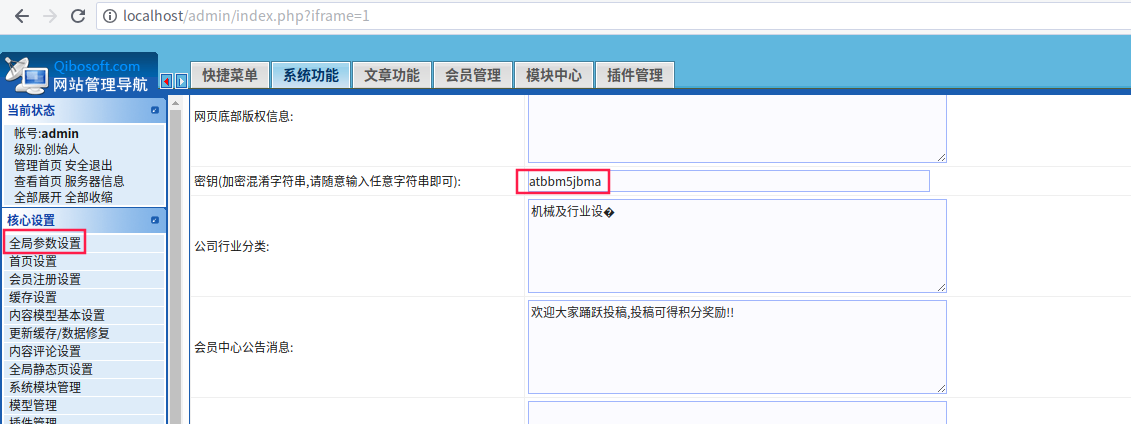 localhost/admin/index.php?iframe=1
Qibosoft.com
网站管理导航
快捷菜单 系统功能 文章功能 会员管理 模块中心 插件管理
当前状态
帐号:admin
级别: 创始人
管理首页 安全退出
查看首页 服务器信息
全部展开 全部收缩
核心设置
全局参数设置
首页设置
会员注册设置
缓存设置
内容模型基本设置
更新缓存/数据修复
内容评论设置
全局静态页设置
系统模块管理
模型管理
插件管理
网页底部版权信息:
密钥(加密混淆字符串,请随意输入任意字符串即可):
atbbm5jbma
公司行业分类:
机械及行业设�
会员中心公告消息:
欢迎大家踊跃投稿,投稿可得积分奖励!!